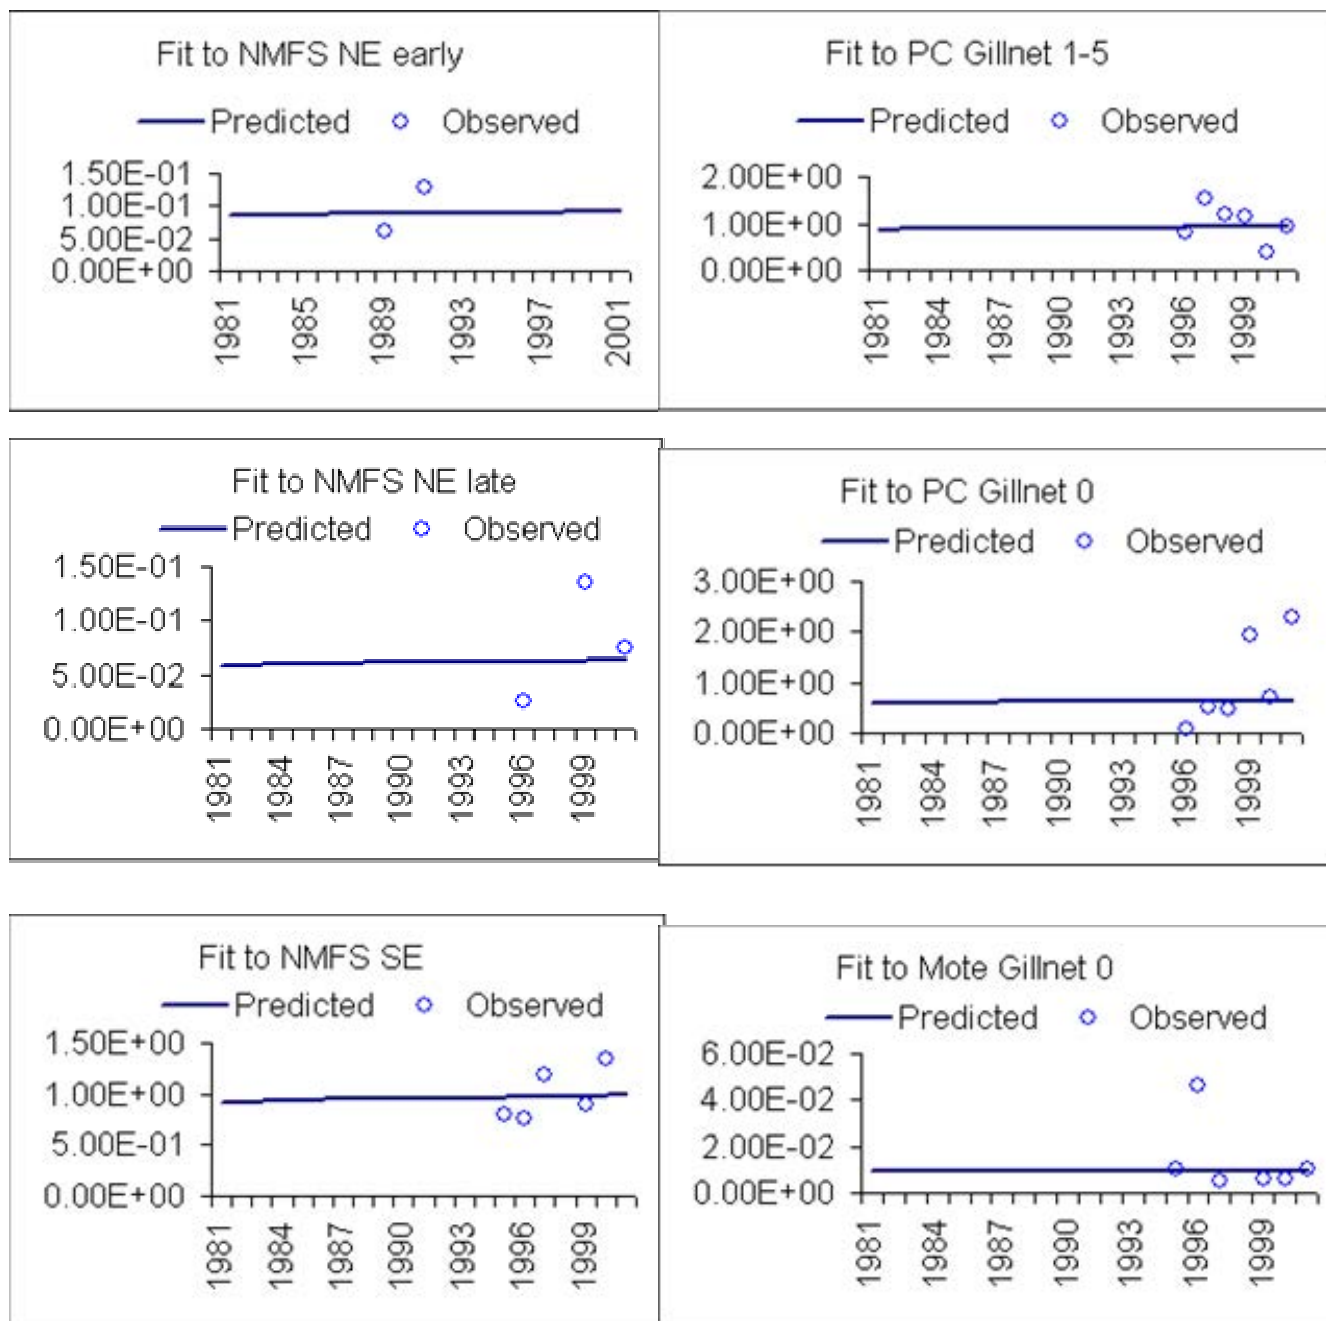 Fit to NMFS NE early
Predicted Observed
1.50E-01
1.00E-01
5.00E-02
0.00E+00
1981 1985 1989 1993 1997 2001
Fit to PC Gillnet 1-5
Predicted Observed
2.00E+00
1.00E+00
0.00E+00
1981 1984 1987 1990 1993 1996 1999
Fit to NMFS NE late
Predicted Observed
1.50E-01
1.00E-01
5.00E-02
0.00E+00
1981 1984 1987 1990 1993 1996 1999
Fit to PC Gillnet 0
Predicted Observed
3.00E+00
2.00E+00
1.00E+00
0.00E+00
1981 1984 1987 1990 1993 1996 1999
Fit to NMFS SE
Predicted Observed
1.50E+00
1.00E+00
5.00E-01
0.00E+00
1981 1984 1987 1990 1993 1996 1999
Fit to Mote Gillnet 0
Predicted Observed
6.00E-02
4.00E-02
2.00E-02
0.00E+00
1981 1984 1987 1990 1993 1996 1999